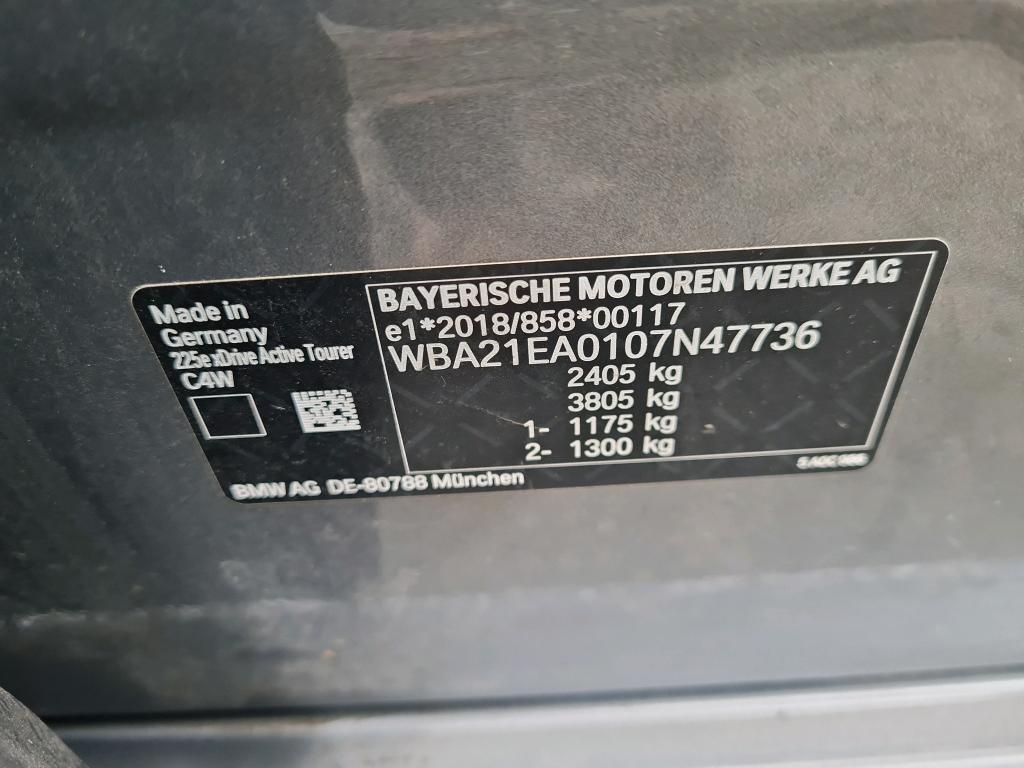 Made in
Germany
225e xDrive Active Tourer
C4W
BAYERISCHE MOTOREN WERKE AG
e1*2018/858*00117
WBA21EA0107N47736
2405 kg
3805 kg
1- 1175 kg
2- 1300 kg
BMW AG DE-80788 München